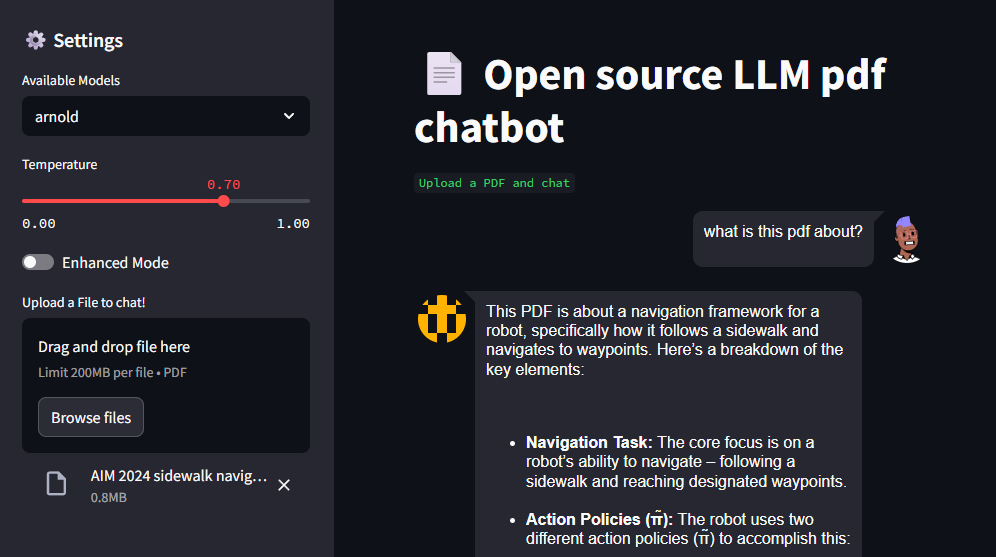 Settings
Available Models
arnold
Temperature
0.70
0.00 1.00
Enhanced Mode
Upload a File to chat!
Drag and drop file here
Limit 200MB per file • PDF
Browse files
AIM 2024 sidewalk navig...
0.8MB
Open source LLM pdf
chatbot
Upload a PDF and chat
what is this pdf about?
This PDF is about a navigation framework for a
robot, specifically how it follows a sidewalk and
navigates to waypoints. Here's a breakdown of the
key elements:
• Navigation Task: The core focus is on a
robot's ability to navigate – following a
sidewalk and reaching designated waypoints.
• Action Policies (π̃): The robot uses two
different action policies (π̃) to accomplish this: